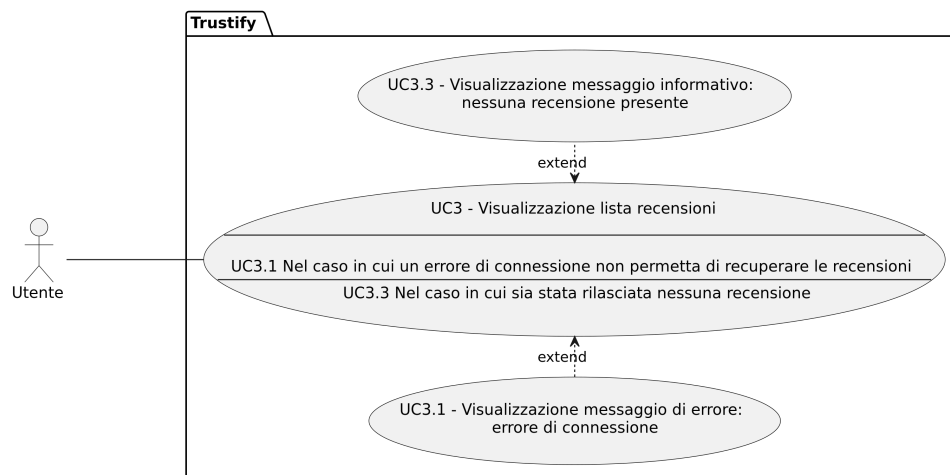 Trustify
UC3.3 - Visualizzazione messaggio informativo:
nessuna recensione presente
extend
UC3 - Visualizzazione lista recensioni
UC3.1 Nel caso in cui un errore di connessione non permetta di recuperare le recensioni
UC3.3 Nel caso in cui sia stata rilasciata nessuna recensione
Utente
extend
UC3.1 - Visualizzazione messaggio di errore:
errore di connessione